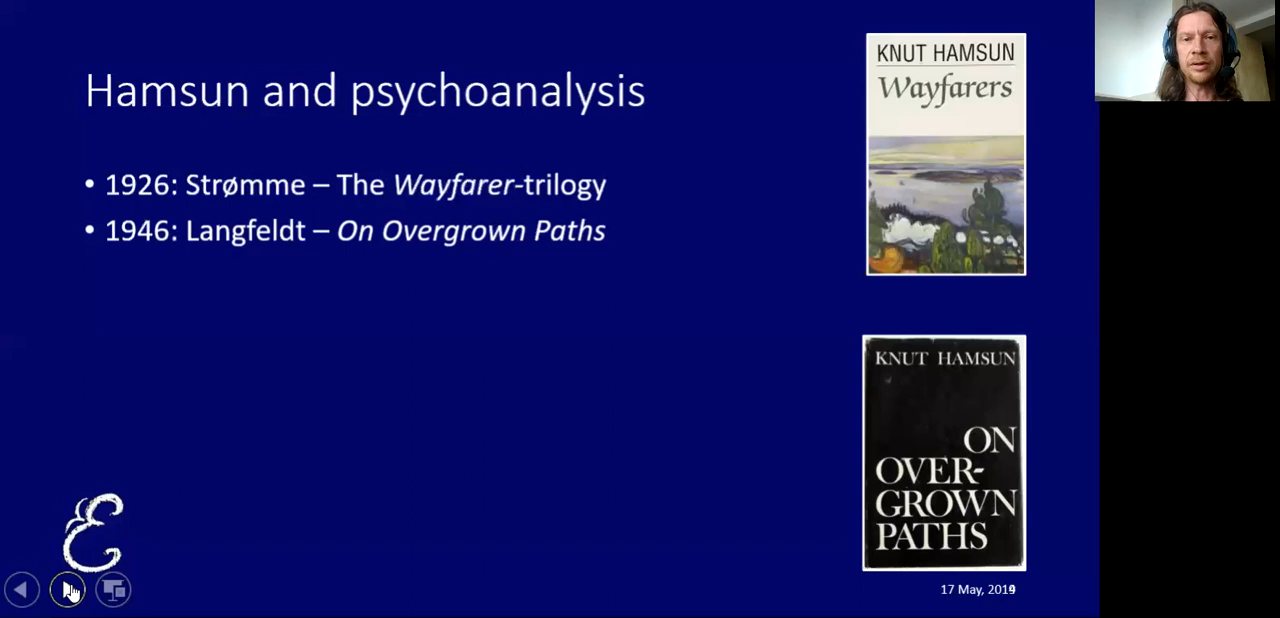 Hamsun and psychoanalysis
• 1926: Strømme – The Wayfarer-trilogy
• 1946: Langfeldt – On Overgrown Paths
KNUT HAMSUN
Wayfarers
KNUT HAMSUN
ON
OVER-
GROWN
PATHS
E
17 May,